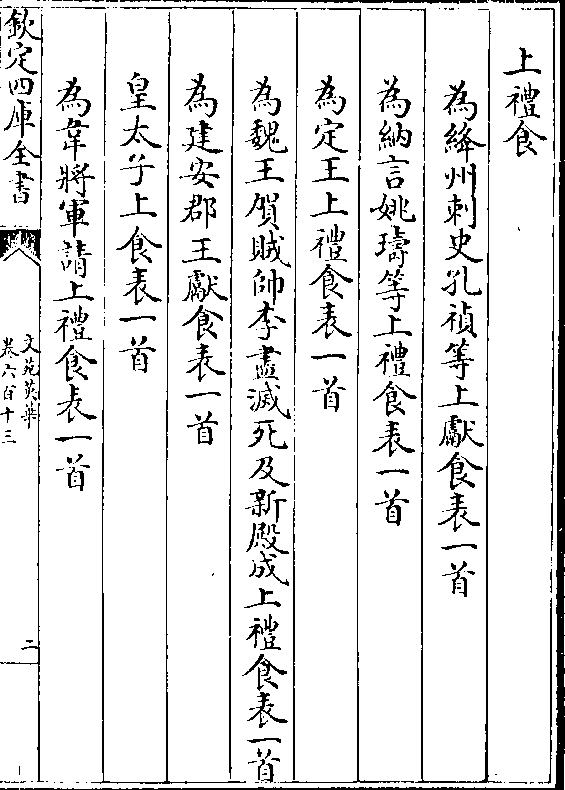 上禮食
為絳州刺史孔禎等上獻食表一首
為納言姚璹等上禮食表一首
為定王上禮食表一首
為魏王賀賊帥李盡滅死及新殿成上禮食表一首
為建安郡王獻食表一首
皇太子上食表一首
為韋將軍請上禮食表一首
欽定四庫全書
文苑英華
卷六百十三
二